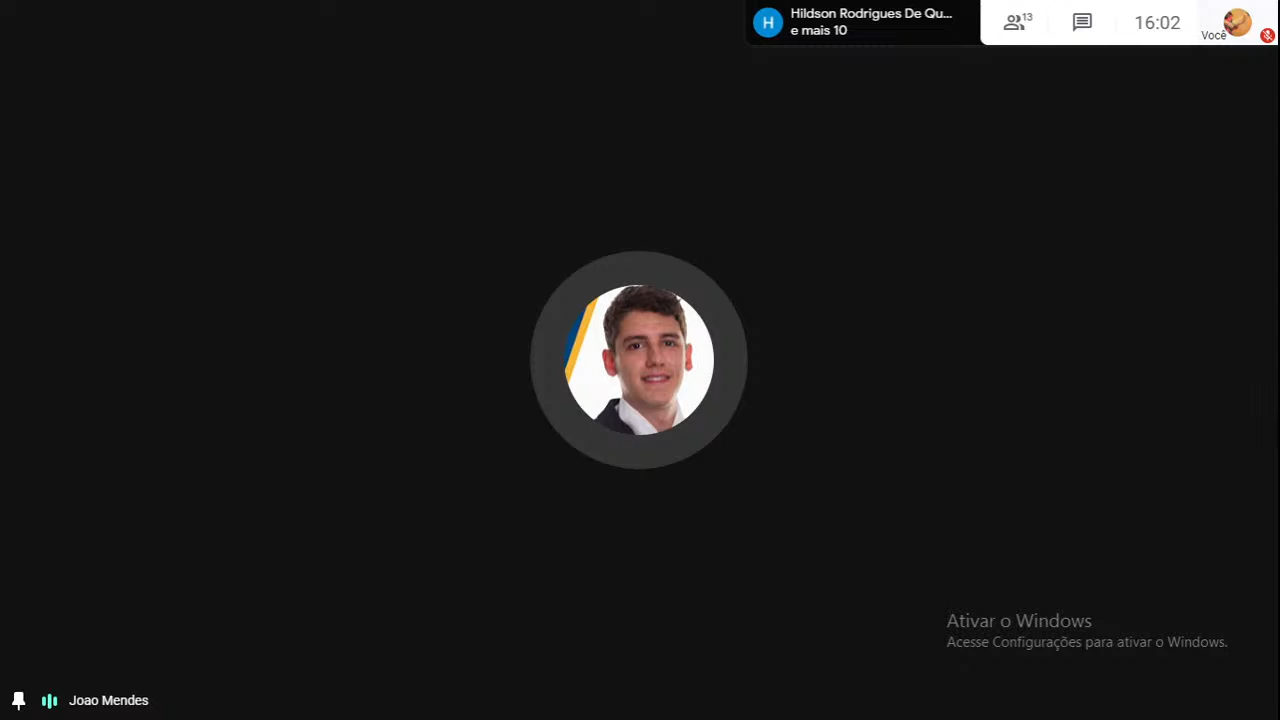 H
Hildson Rodrigues De Qu...
e mais 10
13
16:02
Você
Ativar o Windows
Acesse Configurações para ativar o Windows.
Joao Mendes